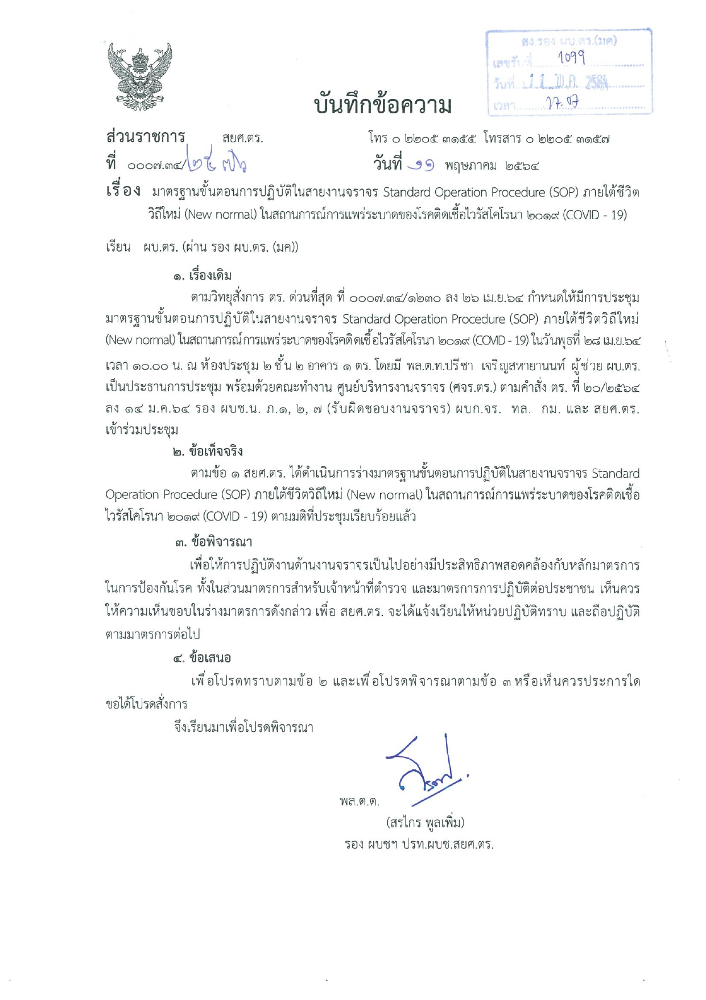 สง.รอง ผบ.ตร.(มค)
เลขรับที่ 1099
วันที่ 11 พ.ค. 2564
เวลา 17.07
บันทึกข้อความ
ส่วนราชการ สยศ.ตร. โทร ๐ ๒๒๐๕ ๓๑๕๕ โทรสาร ๐ ๒๒๐๕ ๓๑๕๗
ที่ ๐๐๐๗.๓๔/ วันที่ ๑๑ พฤษภาคม ๒๕๖๔
เรื่อง มาตรฐานขั้นตอนการปฏิบัติในสายงานจราจร Standard Operation Procedure (SOP) ภายใต้ชีวิต
วิถีใหม่ (New normal) ในสถานการณ์การแพร่ระบาดของโรคติดเชื้อไวรัสโคโรนา ๒๐๑๙ (COVID - 19)
เรียน ผบ.ตร. (ผ่าน รอง ผบ.ตร. (มค))
๑. เรื่องเดิม
ตามวิทยุสั่งการ ตร. ด่วนที่สุด ที่ ๐๐๐๗.๓๔/๑๒๓๐ ลง ๒๖ เม.ย.๖๔ กำหนดให้มีการประชุม
มาตรฐานขั้นตอนการปฏิบัติในสายงานจราจร Standard Operation Procedure (SOP) ภายใต้ชีวิตวิถีใหม่
(New normal) ในสถานการณ์การแพร่ระบาดของโรคติดเชื้อไวรัสโคโรนา ๒๐๑๙ (COVID - 19) ในวันพุธที่ ๒๘ เม.ย.๖๔
เวลา ๑๐.๐๐ น. ณ ห้องประชุม ๒ ชั้น ๒ อาคาร ๑ ตร. โดยมี พล.ต.ท.ปรีชา เจริญสหายานนท์ ผู้ช่วย ผบ.ตร.
เป็นประธานการประชุม พร้อมด้วยคณะทำงาน ศูนย์บริหารงานจราจร (ศจร.ตร.) ตามคำสั่ง ตร. ที่ ๒๐/๒๕๖๔
ลง ๑๔ ม.ค.๖๔ รอง ผบช.น. ภ.๑, ๒, ๗ (รับผิดชอบงานจราจร) ผบก.จร. ทล. กม. และ สยศ.ตร.
เข้าร่วมประชุม
๒. ข้อเท็จจริง
ตามข้อ ๑ สยศ.ตร. ได้ดำเนินการร่างมาตรฐานขั้นตอนการปฏิบัติในสายงานจราจร Standard
Operation Procedure (SOP) ภายใต้ชีวิตวิถีใหม่ (New normal) ในสถานการณ์การแพร่ระบาดของโรคติดเชื้อ
ไวรัสโคโรนา ๒๐๑๙ (COVID - 19) ตามมติที่ประชุมเรียบร้อยแล้ว
๓. ข้อพิจารณา
เพื่อให้การปฏิบัติงานด้านงานจราจรเป็นไปอย่างมีประสิทธิภาพสอดคล้องกับหลักมาตรการ
ในการป้องกันโรค ทั้งในส่วนมาตรการสำหรับเจ้าหน้าที่ตำรวจ และมาตรการการปฏิบัติต่อประชาชน เห็นควร
ให้ความเห็นชอบในร่างมาตรการดังกล่าว เพื่อ สยศ.ตร. จะได้แจ้งเวียนให้หน่วยปฏิบัติทราบ และถือปฏิบัติ
ตามมาตรการต่อไป
๔. ข้อเสนอ
เพื่อโปรดทราบตามข้อ ๒ และเพื่อโปรดพิจารณาตามข้อ ๓ หรือเห็นควรประการใด
ขอได้โปรดสั่งการ
จึงเรียนมาเพื่อโปรดพิจารณา
พล.ต.ต.
(สรไกร พูลเพิ่ม)
รอง ผบชฯ ปรท.ผบช.สยศ.ตร.